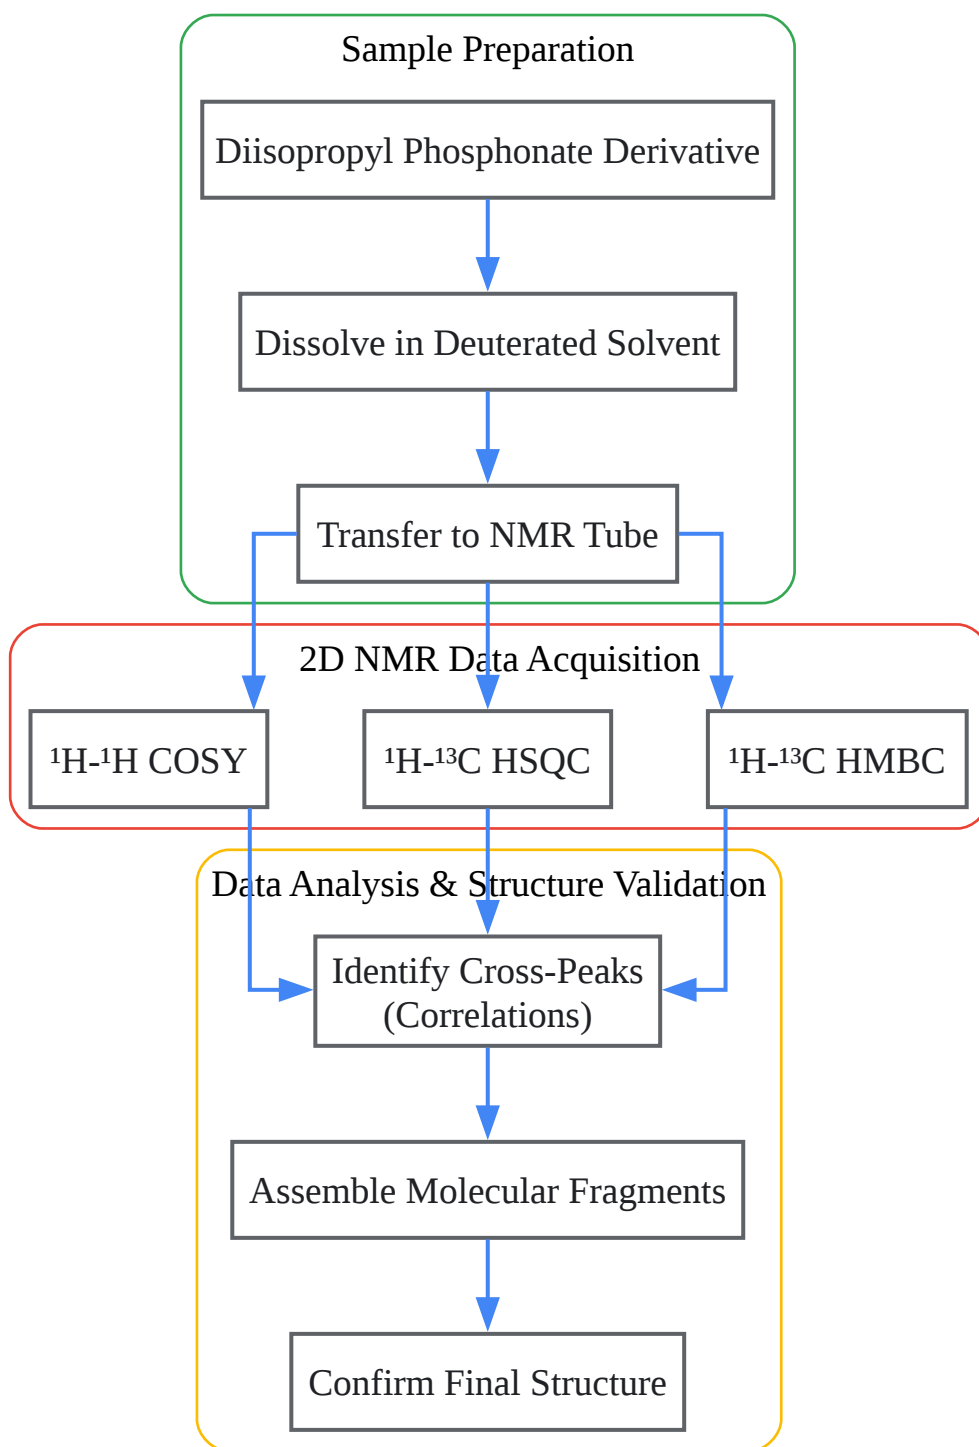 Sample Preparation
Diisopropyl Phosphonate Derivative
Dissolve in Deuterated Solvent
Transfer to NMR Tube
2D NMR Data Acquisition
¹H-¹H COSY
¹H-¹³C HSQC
¹H-¹³C HMBC
Data Analysis & Structure Validation
Identify Cross-Peaks
(Correlations)
Assemble Molecular Fragments
Confirm Final Structure